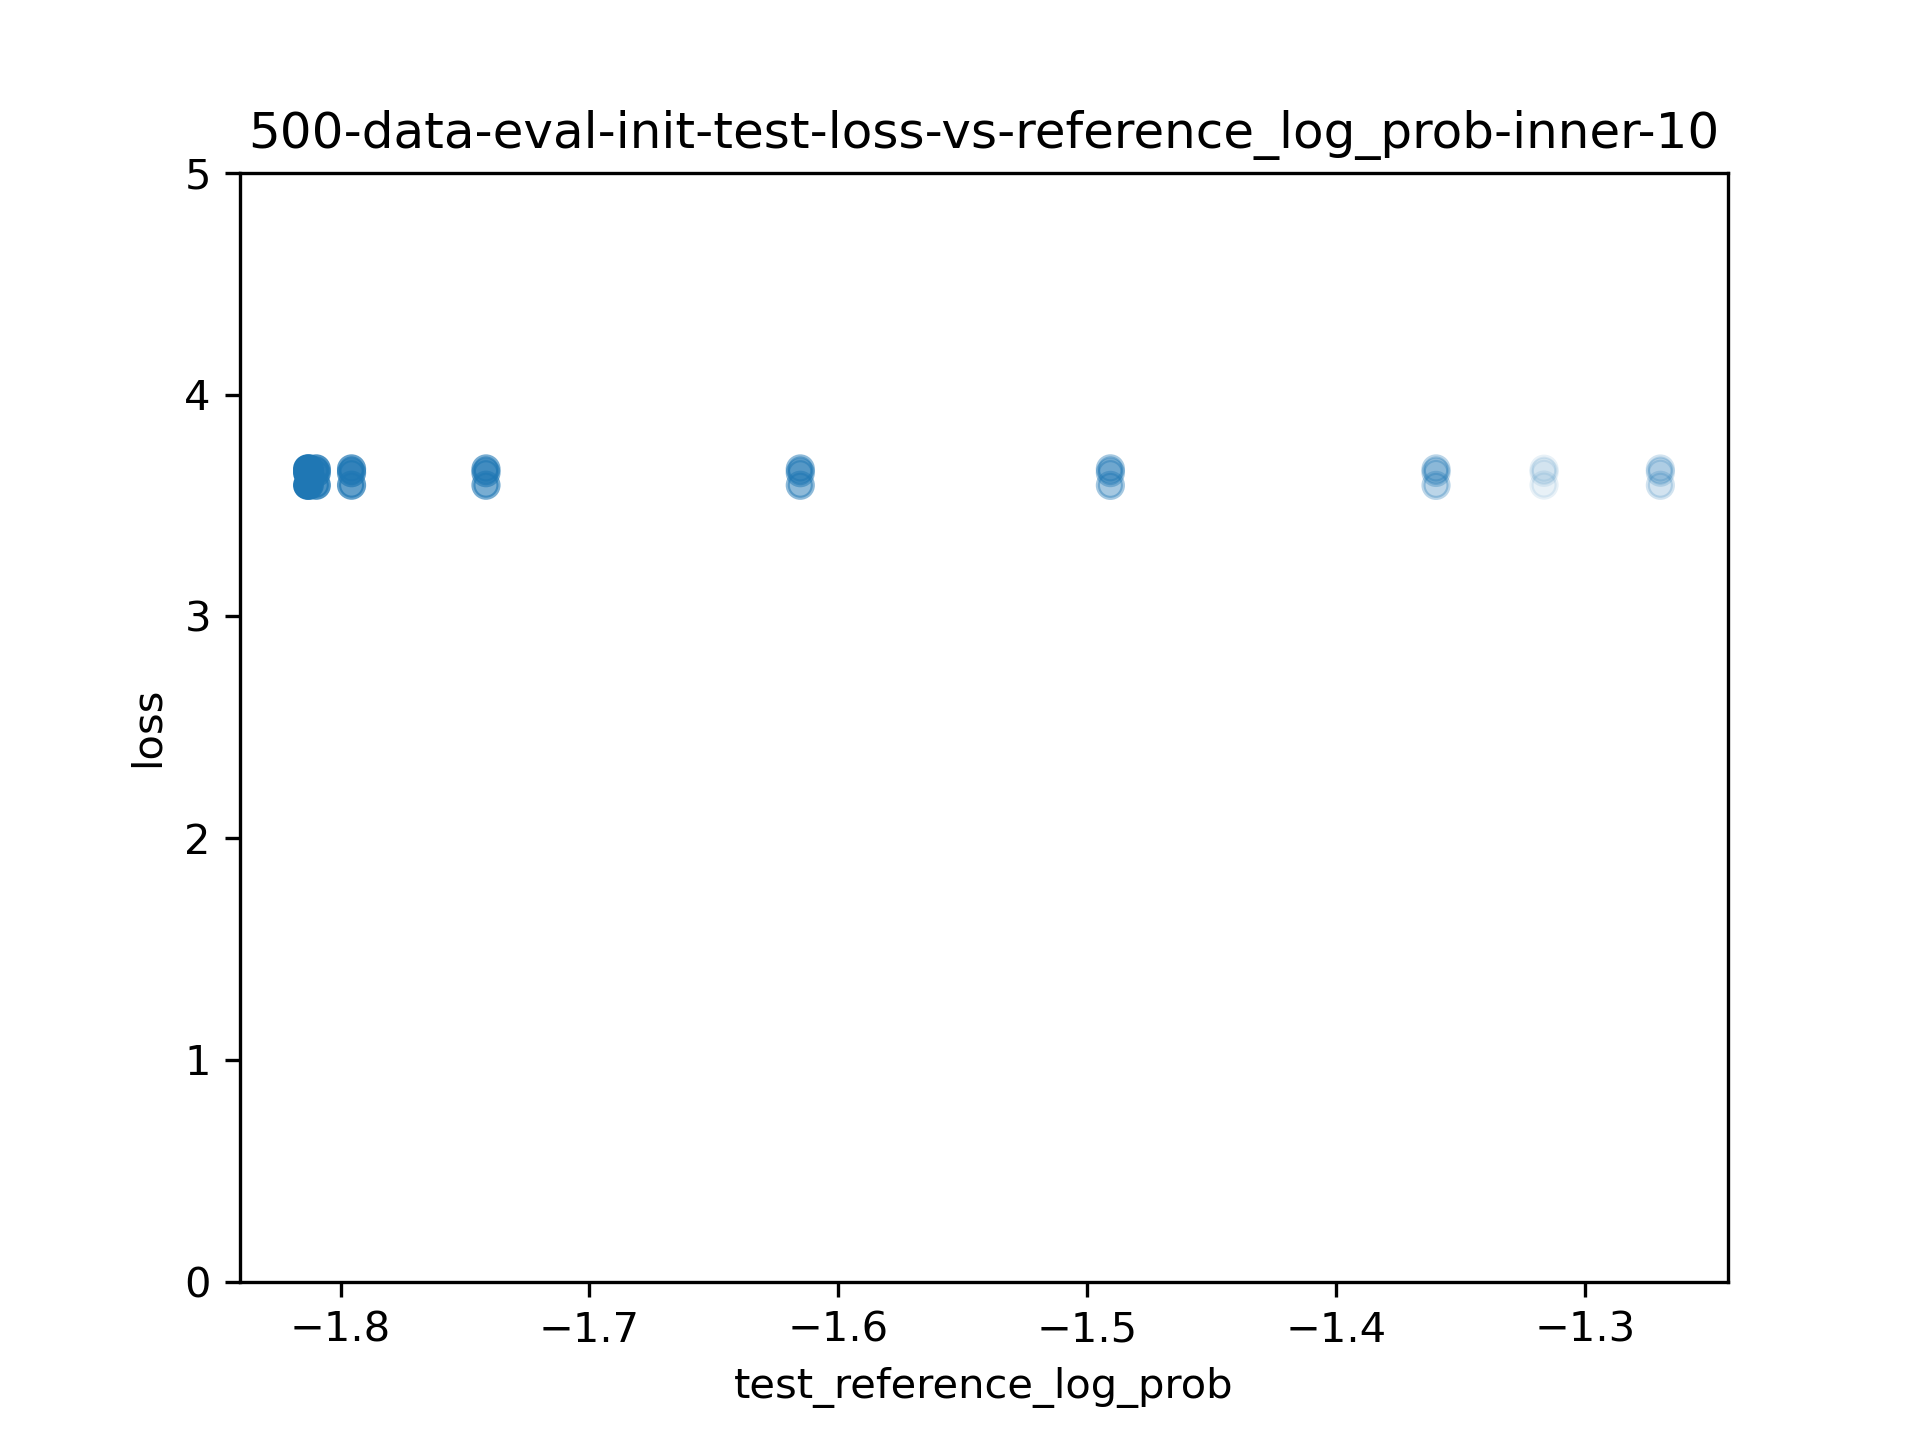 500-data-eval-init-test-loss-vs-reference_log_prob-inner-10
5
4
3
2
1
0
loss
−1.8 −1.7 −1.6 −1.5 −1.4 −1.3
test_reference_log_prob